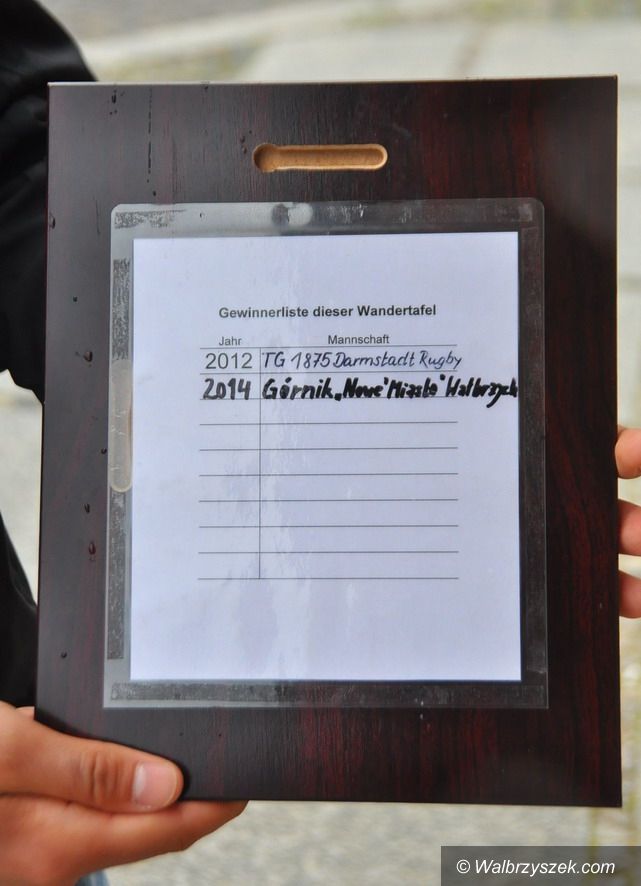 Gewinnerliste dieser Wandertafel
Jahr Mannschaft
2012 TG 1875 Darmstadt Rugby
2014 Górnik „Nowe Miasto" Wałbrzych
© Walbrzyszek.com